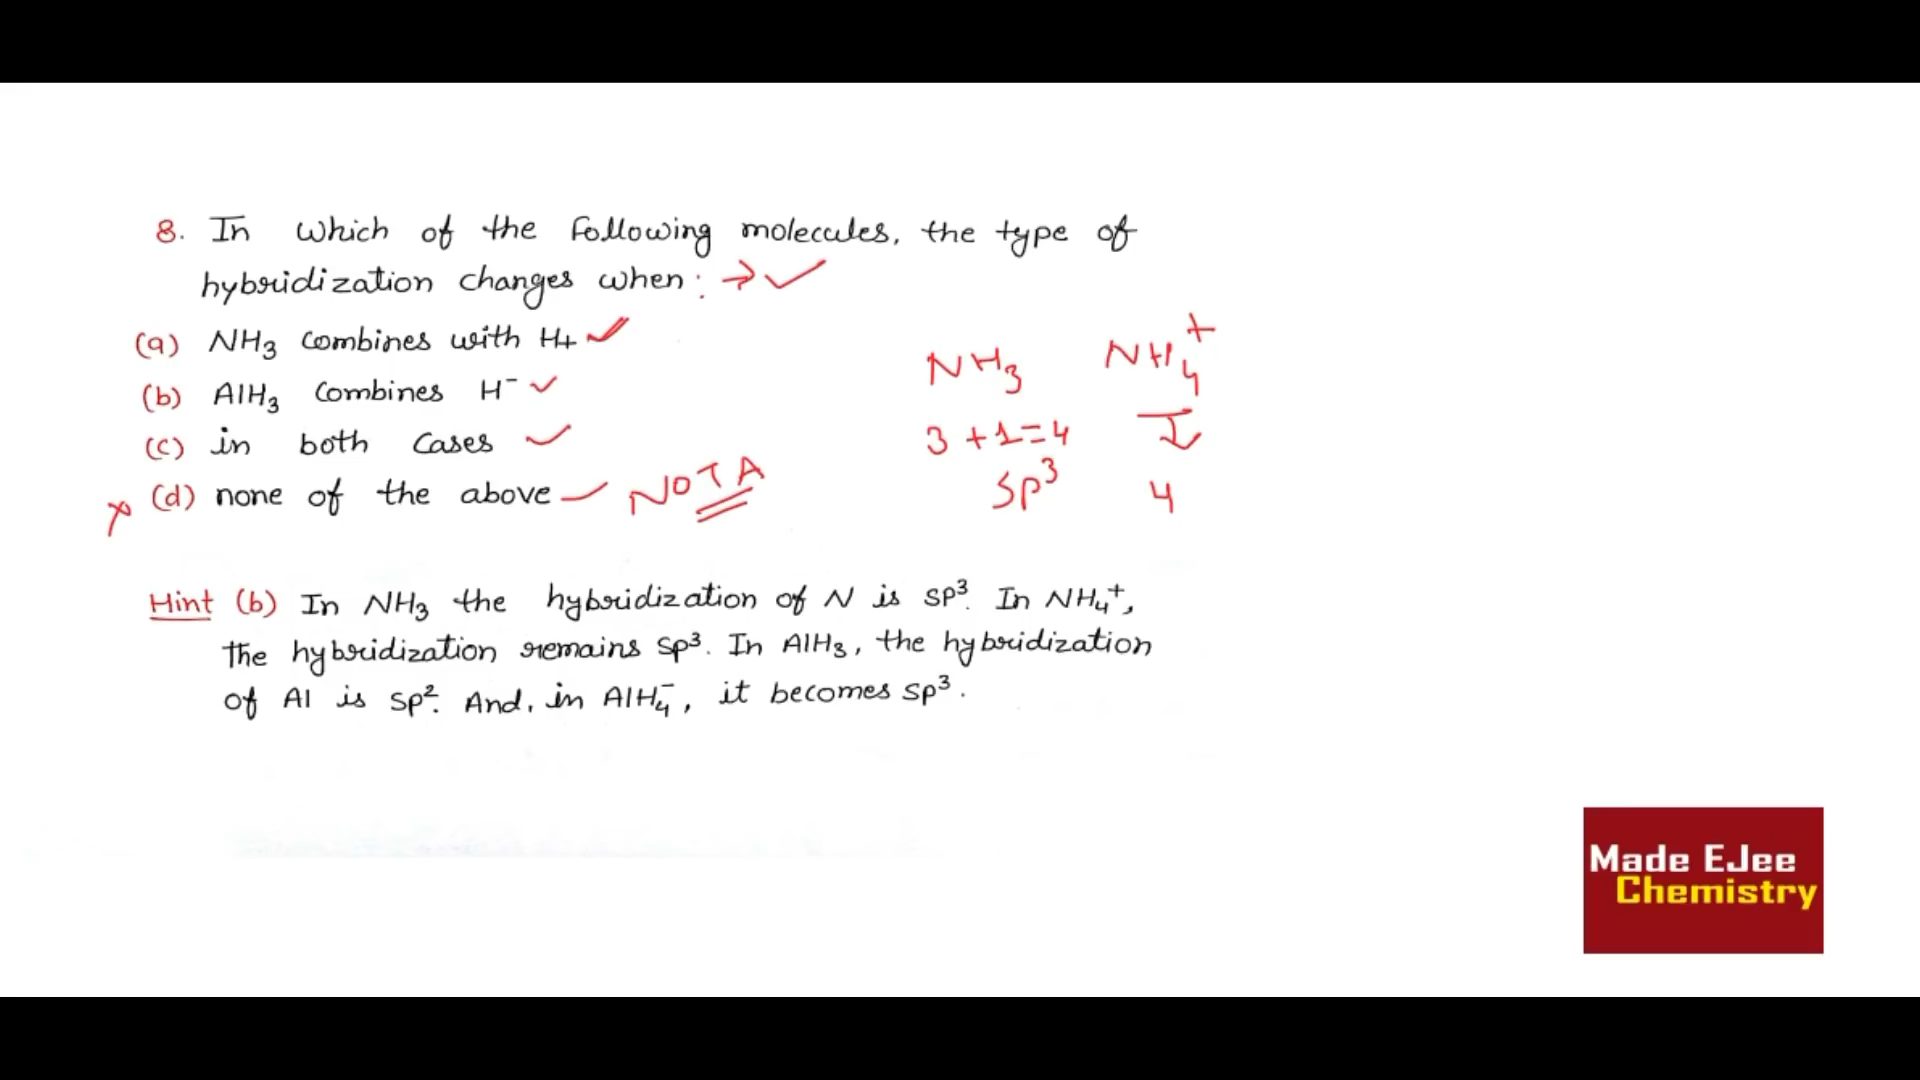 8. In which of the following molecules, the type of
hybridization changes when : → ✓
(a) NH₃ combines with H+ ✓
(b) AlH₃ combines H⁻ ✓
(c) in both cases ✓
x (d) none of the above – NOTA
NH₃ NH₄⁺
3 + 1 = 4 ↓
sp³ 4
Hint (b) In NH₃ the hybridization of N is sp³. In NH₄⁺,
the hybridization remains sp³. In AlH₃, the hybridization
of Al is sp². And, in AlH₄⁻, it becomes sp³.
Made EJee
Chemistry